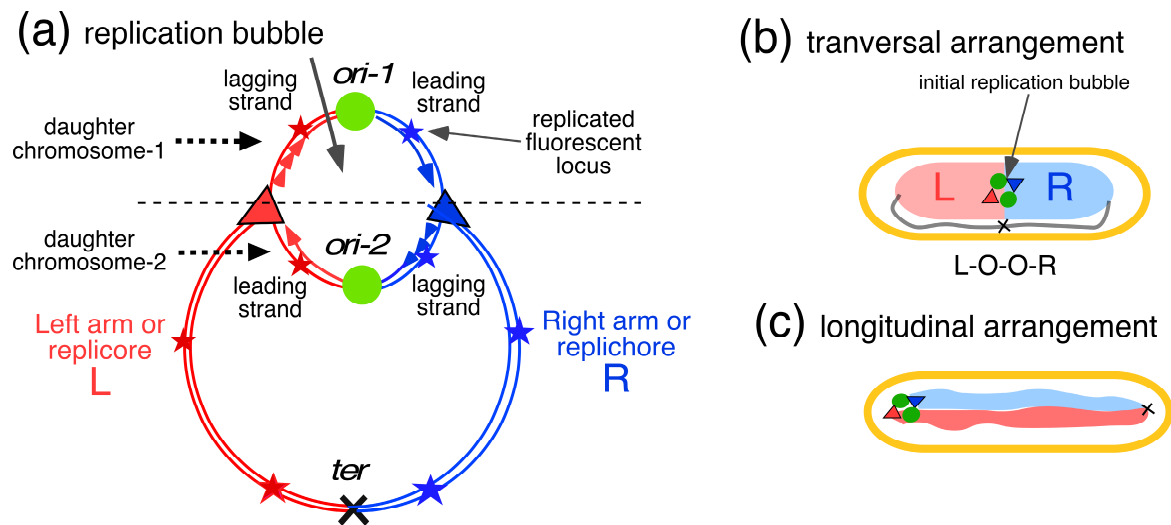 (a) replication bubble
lagging
strand
ori-1
leading
strand
daughter
chromosome-1
replicated
fluorescent
locus
daughter
chromosome-2
ori-2
leading
strand
lagging
strand
Left arm or
replicore
L
Right arm or
replichore
R
ter
(b) tranversal arrangement
initial replication bubble
L
R
L-O-O-R
(c) longitudinal arrangement